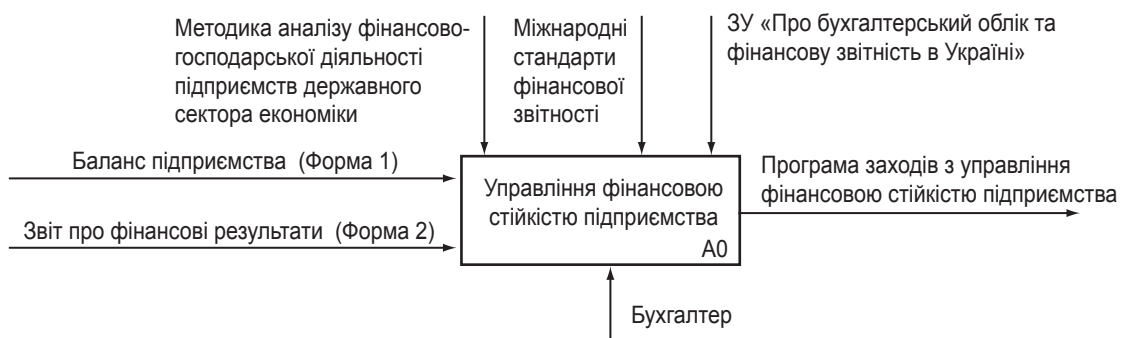 Методика аналізу фінансово-
господарської діяльності
підприємств державного
сектора економіки
Міжнародні
стандарти
фінансової
звітності
ЗУ «Про бухгалтерський облік та
фінансову звітність в Україні»
Баланс підприємства (Форма 1)
Звіт про фінансові результати (Форма 2)
Управління фінансовою
стійкістю підприємства
А0
Програма заходів з управління
фінансовою стійкістю підприємства
Бухгалтер